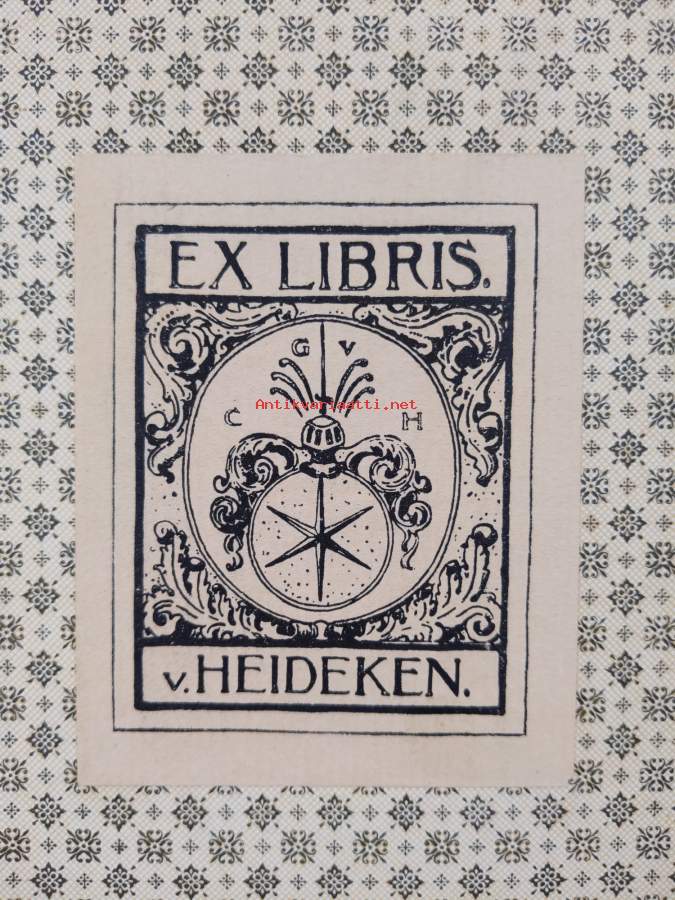 EX LIBRIS.
G V
Antikvariaatti.net
C H
v. HEIDEKEN.